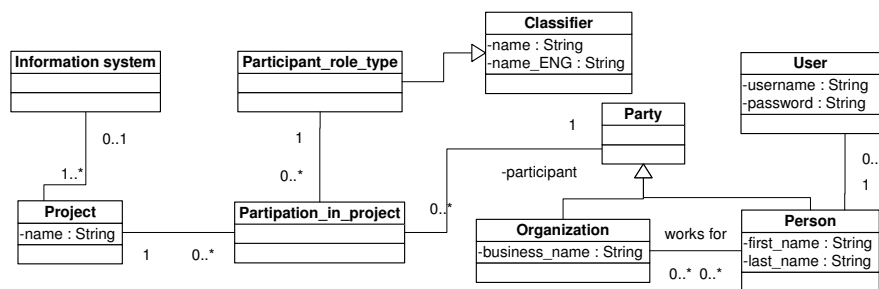 Classifier
-name : String
-name_ENG : String
Information system
Participant_role_type
User
-username : String
-password : String
Party
0..1
1
1
-participant
0..
1..*
0..*
1
Project
-name : String
Partipation_in_project
0..*
Organization
-business_name : String
works for
Person
-first_name : String
-last_name : String
1
0..*
0..* 0..*